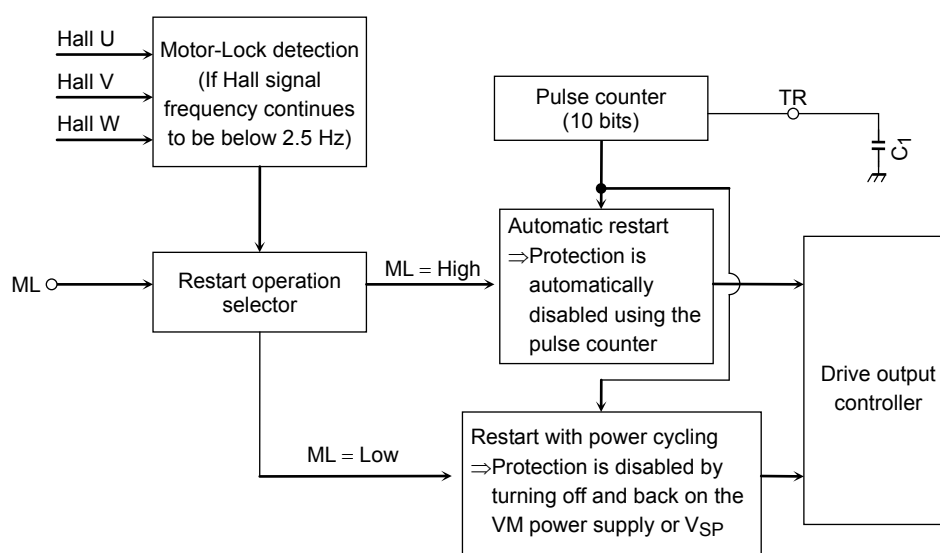 Hall U
Hall V
Hall W
Motor-Lock detection
(If Hall signal
frequency continues
to be below 2.5 Hz)
Pulse counter
(10 bits)
TR
C1
ML
Restart operation
selector
ML = High
Automatic restart
⇒Protection is
automatically
disabled using the
pulse counter
Drive output
controller
ML = Low
Restart with power cycling
⇒Protection is disabled by
turning off and back on the
VM power supply or VSP